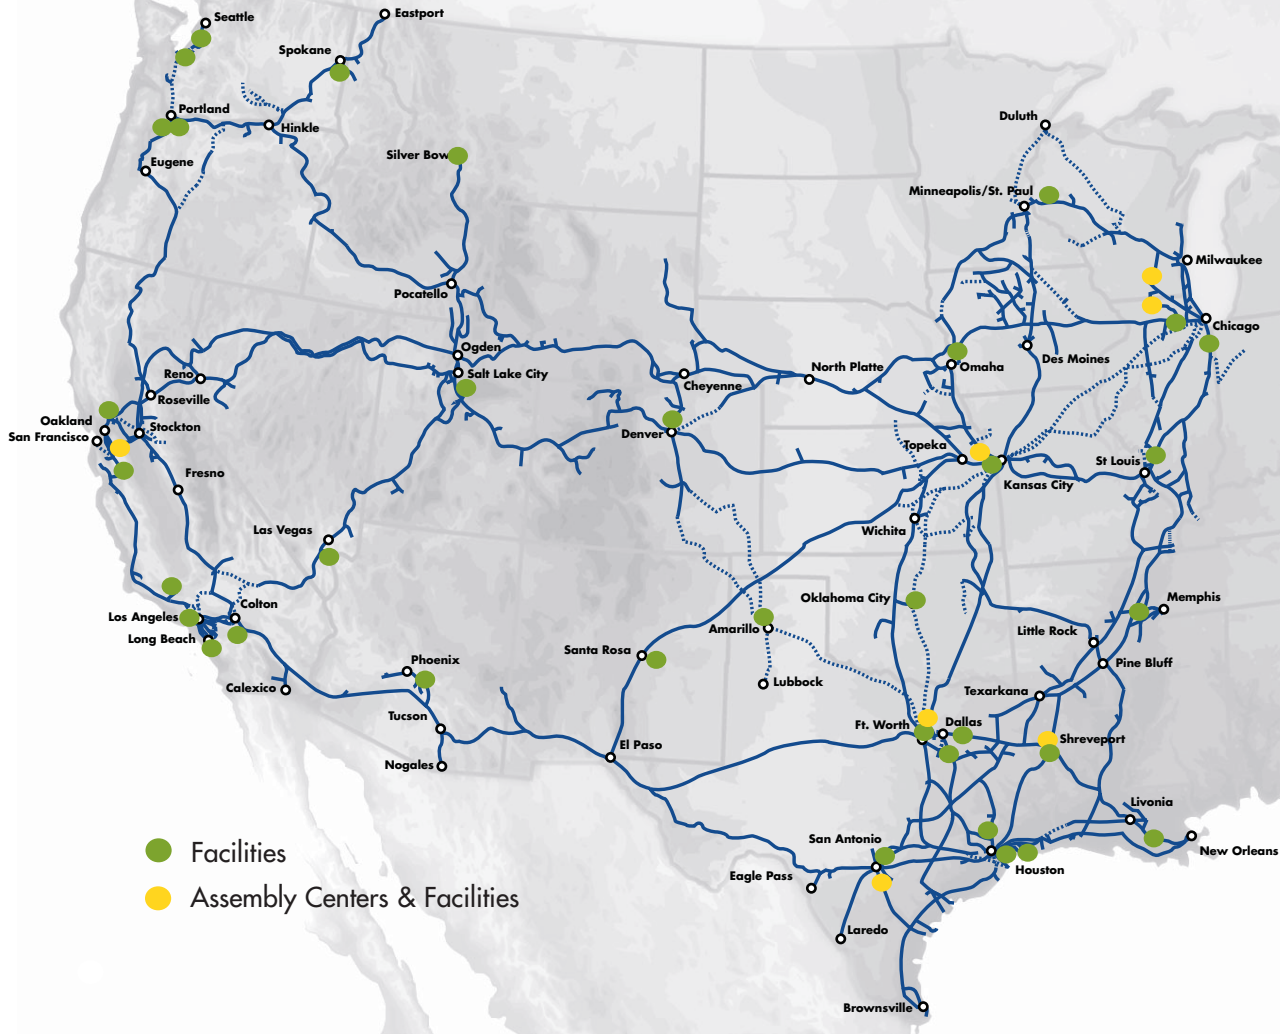 Seattle
Eastport
Spokane
Portland
Hinkle
Duluth
Eugene
Silver Bow
Minneapolis/St. Paul
Milwaukee
Pocatello
Chicago
Ogden
Des Moines
Reno
Salt Lake City
North Platte
Omaha
Cheyenne
Roseville
Oakland
Stockton
San Francisco
Denver
Topeka
St Louis
Fresno
Kansas City
Las Vegas
Wichita
Oklahoma City
Memphis
Colton
Los Angeles
Amarillo
Little Rock
Long Beach
Santa Rosa
Phoenix
Pine Bluff
Calexico
Lubbock
Texarkana
Tucson
Ft. Worth
Dallas
El Paso
Shreveport
Nogales
Livonia
San Antonio
New Orleans
Facilities
Houston
Eagle Pass
Assembly Centers & Facilities
Laredo
Brownsville